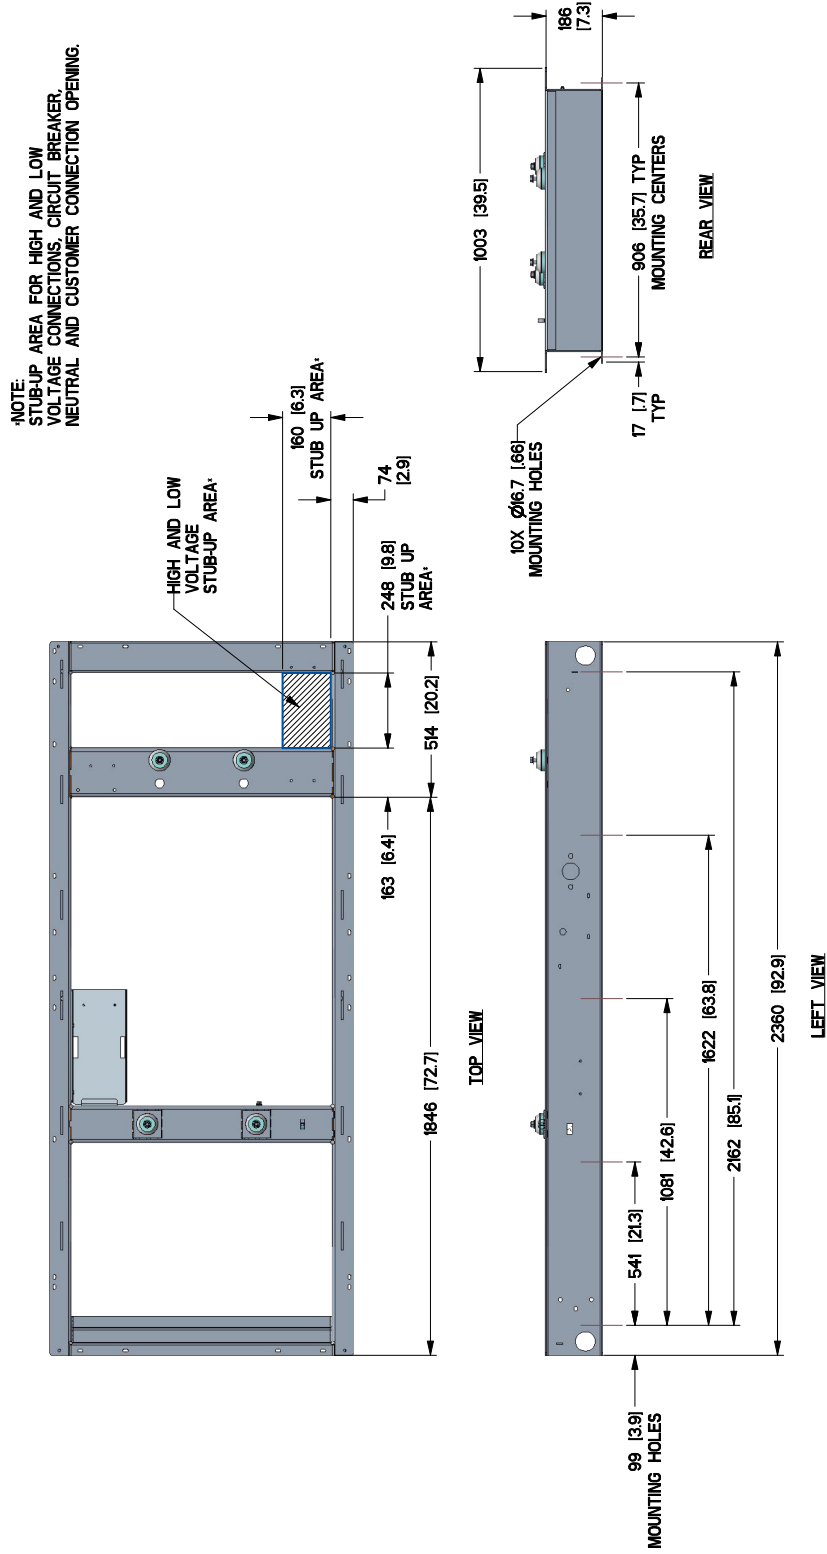 *NOTE:
STUB-UP AREA FOR HIGH AND LOW
VOLTAGE CONNECTIONS, CIRCUIT BREAKER,
NEUTRAL AND CUSTOMER CONNECTION OPENING.
HIGH AND LOW
VOLTAGE
STUB-UP AREA*
160 [6.3]
STUB UP AREA*
74
[2.9]
248 [9.8]
STUB UP
AREA*
514 [20.2]
163 [6.4]
1846 [72.7]
TOP VIEW
99 [3.9]
MOUNTING HOLES
541 [21.3]
1081 [42.6]
1622 [63.8]
2162 [85.1]
2360 [92.9]
LEFT VIEW
1003 [39.5]
186
[7.3]
10X Ø16.7 [.66]
MOUNTING HOLES
17 [.7]
TYP
906 [35.7] TYP
MOUNTING CENTERS
REAR VIEW